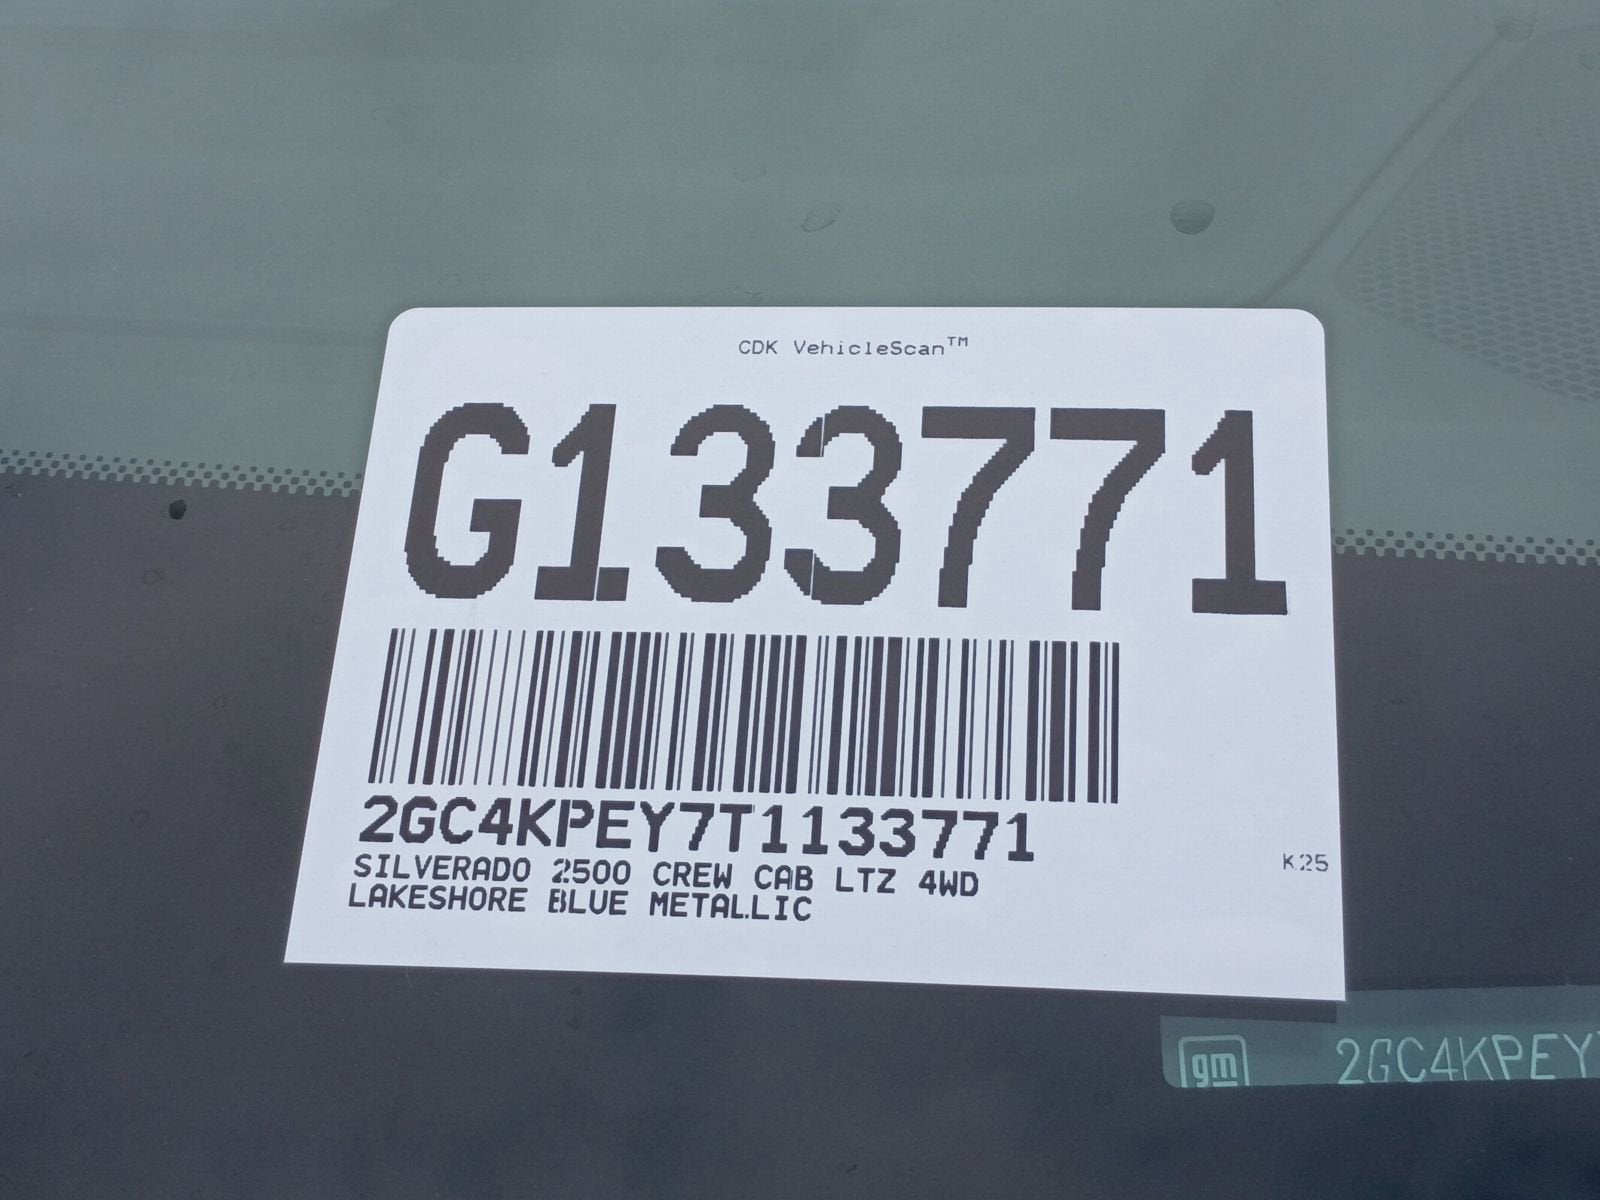 CDK VehicleScan™
G133771
2GC4KPEY7T1133771
SILVERADO 2500 CREW CAB LTZ 4WD
K25
LAKESHORE BLUE METALLIC
gm
2GC4KPEY